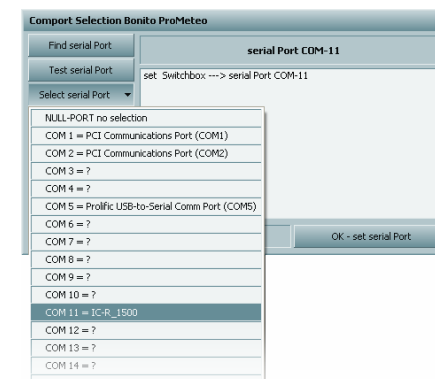 Comport Selection Bonito ProMeteo
Find serial Port
serial Port COM-11
Test serial Port
set Switchbox ---> serial Port COM-11
Select serial Port
NULL-PORT no selection
COM 1 = PCI Communications Port (COM1)
COM 2 = PCI Communications Port (COM2)
COM 3 = ?
COM 4 = ?
COM 5 = Prolific USB-to-Serial Comm Port (COM5)
COM 6 = ?
COM 7 = ?
OK - set serial Port
COM 8 = ?
COM 9 = ?
COM 10 = ?
COM 11 = IC-R_1500
COM 12 = ?
COM 13 = ?
COM 14 = ?